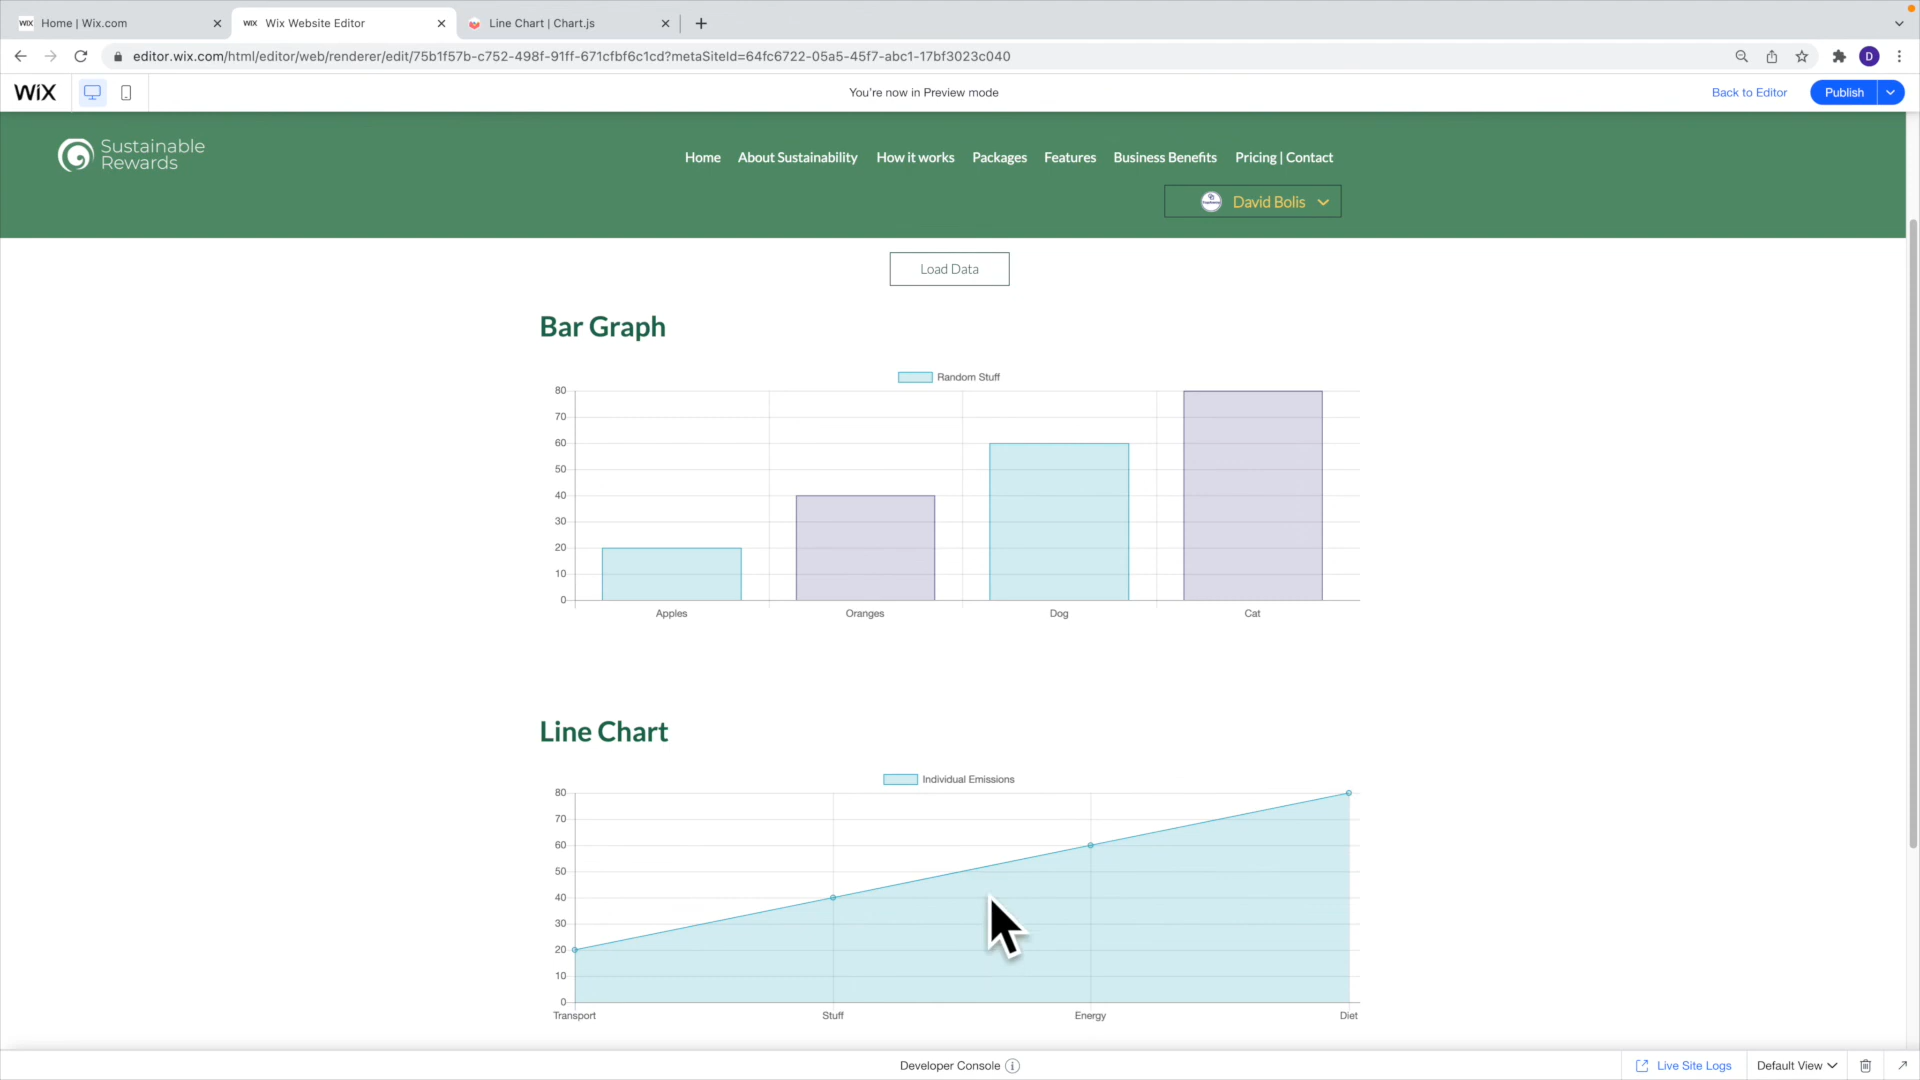 Home | Wix.com
Wix Website Editor
Line Chart | Chart.js
editor.wix.com/html/editor/web/renderer/edit/75b1f57b-c752-498f-91ff-671cfbf6c1cd?metaSiteId=64fc6722-05a5-45f7-abc1-17bf3023c040
D
WiX
You're now in Preview mode
Back to Editor
Publish
Sustainable
Rewards
Home
About Sustainability
How it works
Packages
Features
Business Benefits
Pricing | Contact
David Bolis
Load Data
Bar Graph
Random Stuff
80
70
60
50
40
30
20
10
0
Apples
Oranges
Dog
Cat
Line Chart
Individual Emissions
80
70
60
50
40
30
20
10
0
Transport
Stuff
Energy
Diet
Developer Console
Live Site Logs
Default View